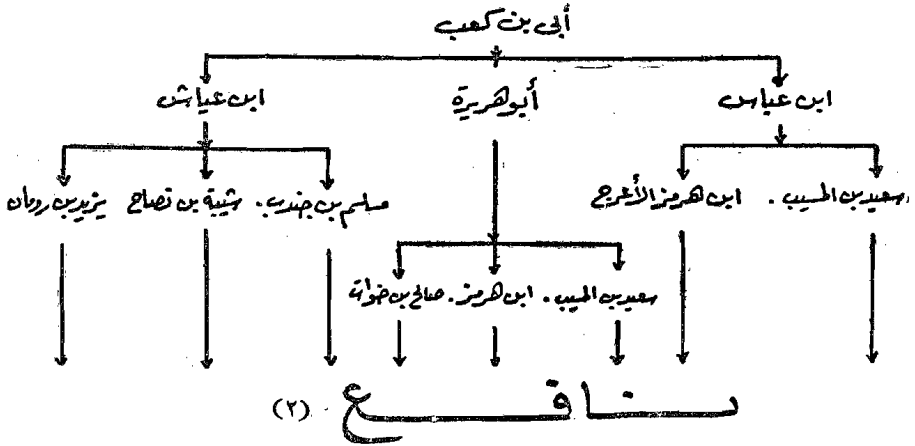 أبى بن كعب
ابن عباس أبو هريرة ابن عياش
سعيد بن المسيب . ابن هرمز الأعرج مسلم بن جندب . شيبة بن نصاح يزيد بن رومان
سعيد بن المسيب . ابن هرمز . صالح بن خوات
نافع (٢)